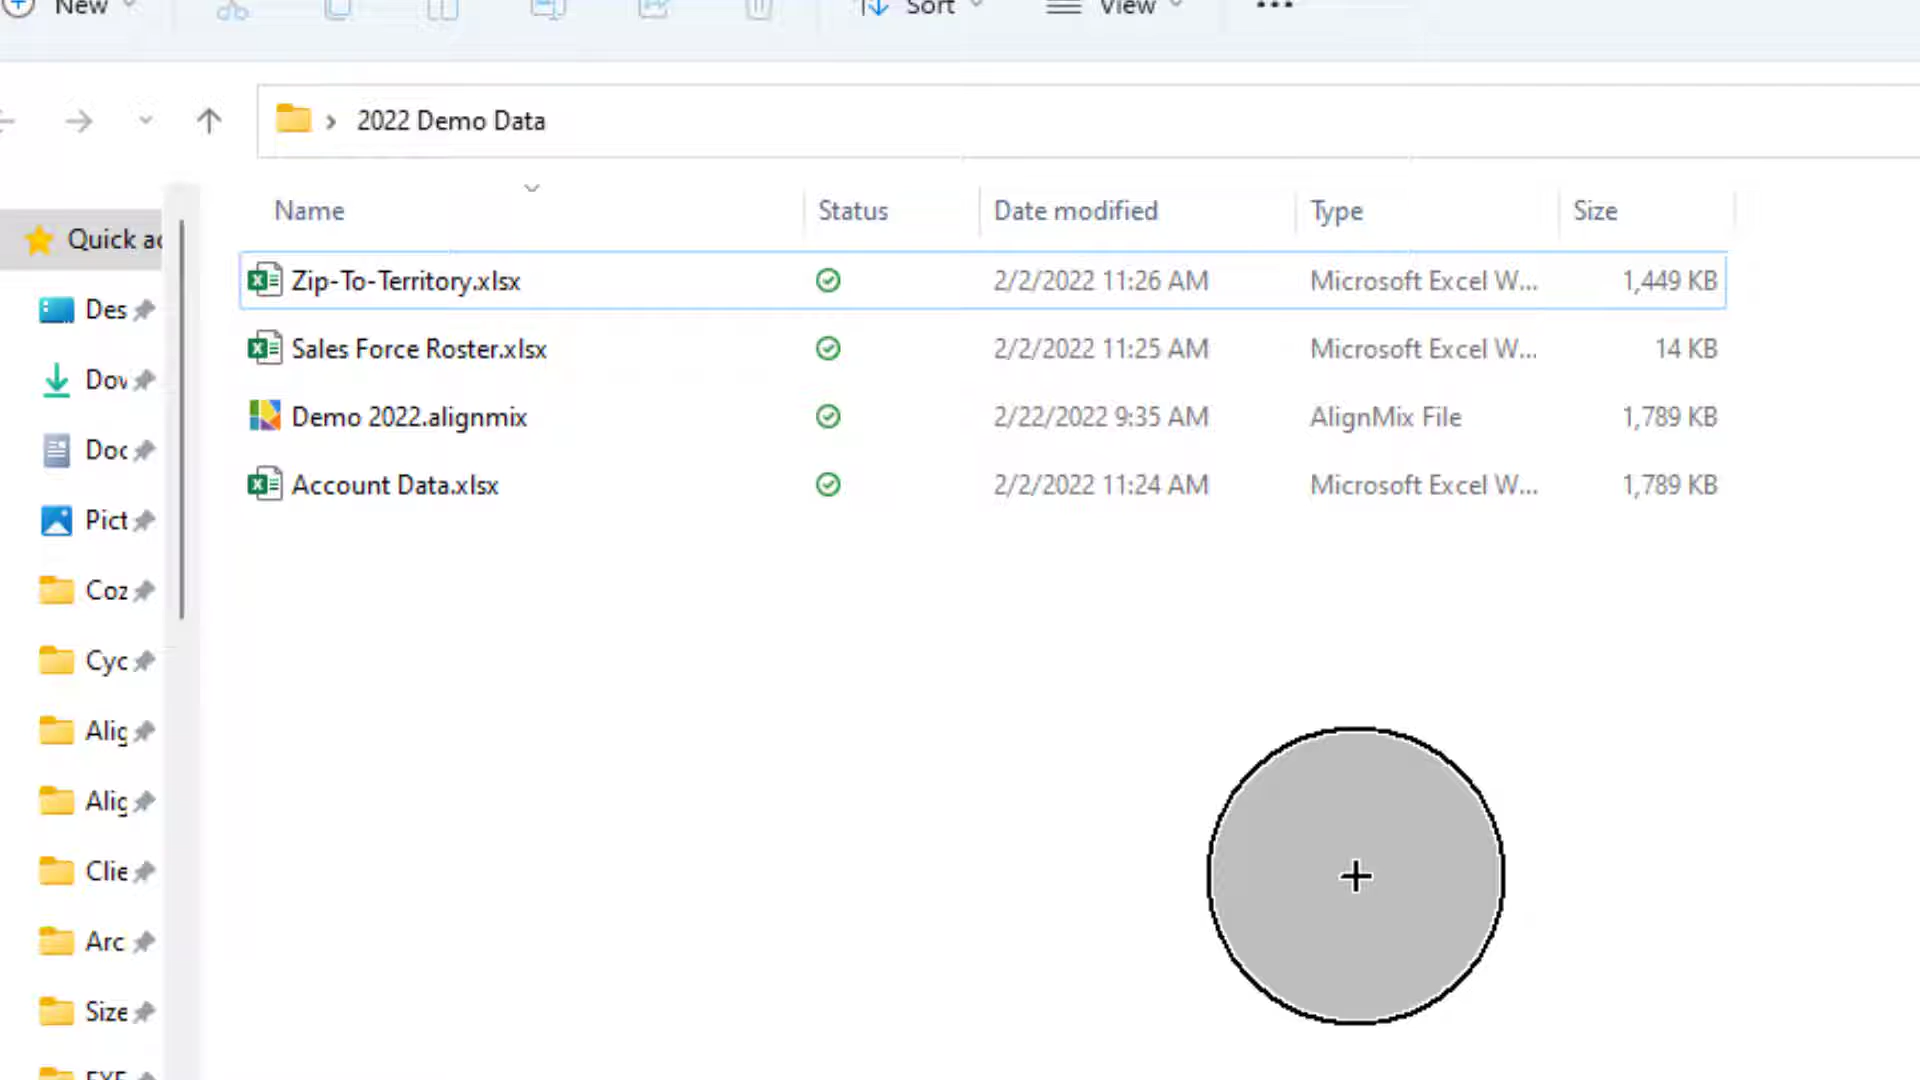 New
Sort
View
2022 Demo Data
Name Status Date modified Type Size
Quick ac
Zip-To-Territory.xlsx 2/2/2022 11:26 AM Microsoft Excel W... 1,449 KB
Des
Sales Force Roster.xlsx 2/2/2022 11:25 AM Microsoft Excel W... 14 KB
Dov
Demo 2022.alignmix 2/22/2022 9:35 AM AlignMix File 1,789 KB
Doc
Account Data.xlsx 2/2/2022 11:24 AM Microsoft Excel W... 1,789 KB
Pict
Coz
Cyc
Alig
Alig
Clie
Arc
Size